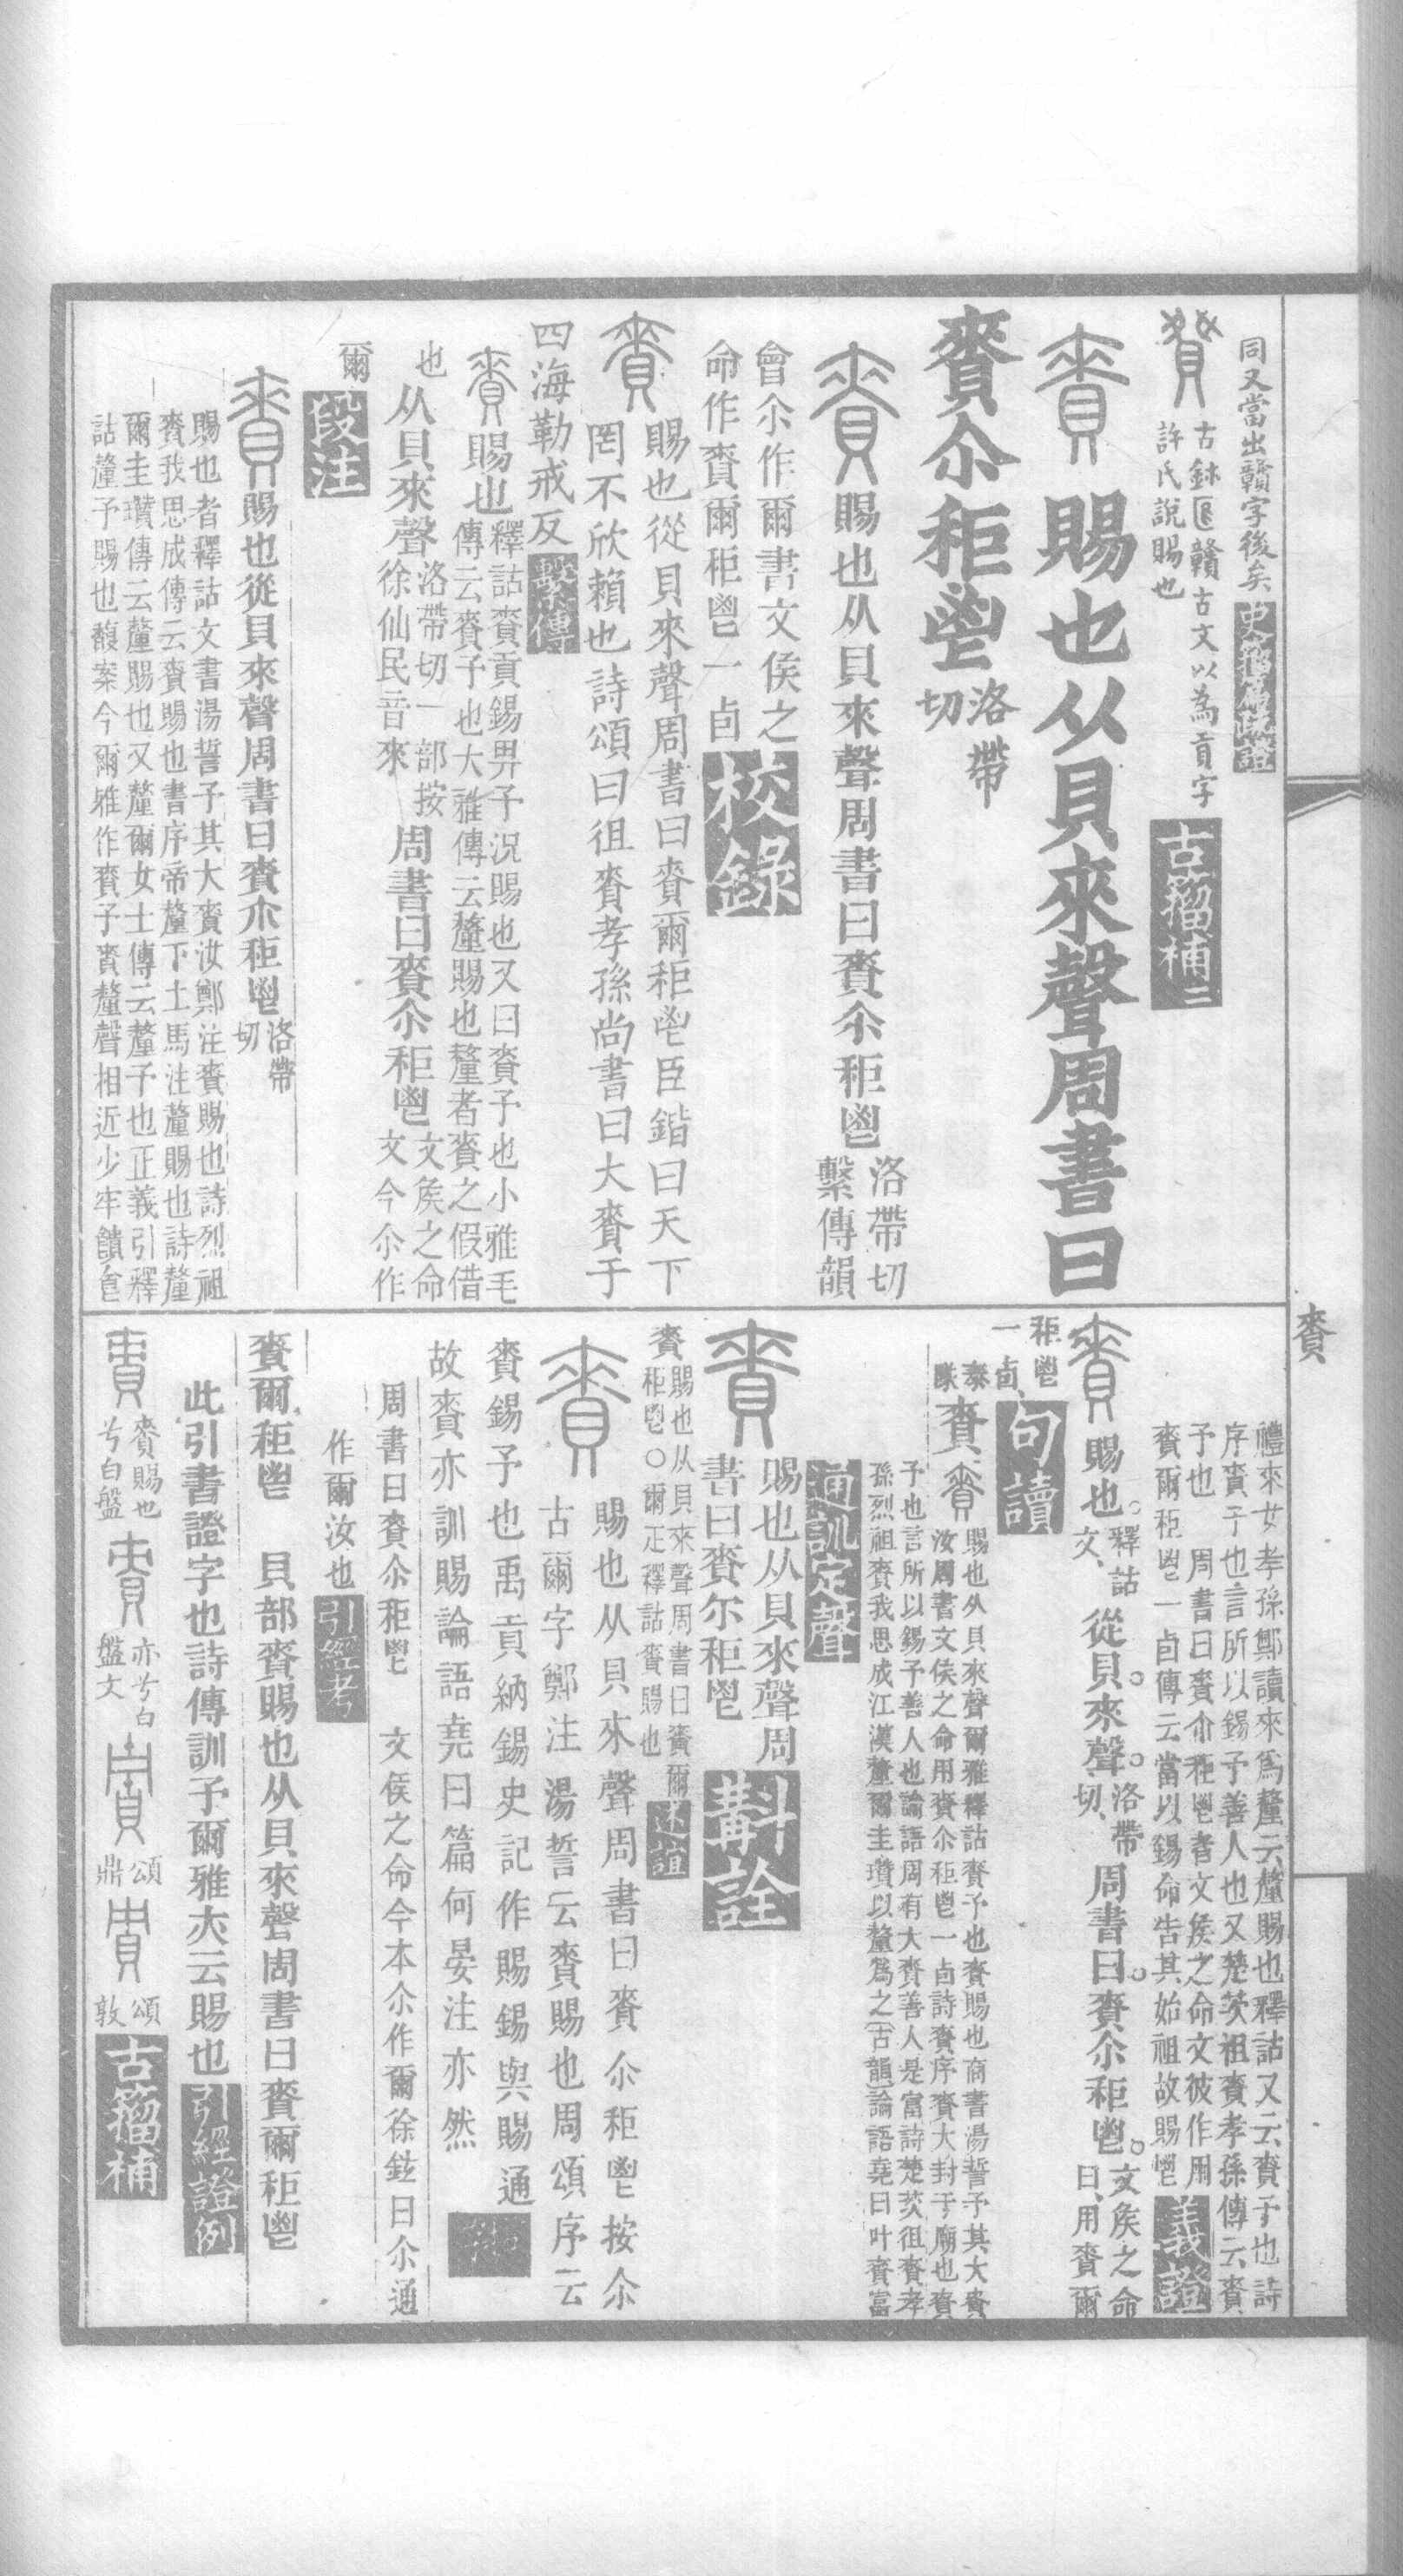 同又當出贛字後矣 史籀篇疏證
古鉨匽贛古文以為貢字
許氏說賜也
古籀補二
賚 賜也从貝來聲周書曰
賚尒秬鬯
洛帶
切
賚 賜也从貝來聲周書曰賚尒秬鬯
洛帶切
繫傳韻
會尒作爾書文侯之
命作賚爾秬鬯一卣
校錄
賚
賜也從貝來聲周書曰賚爾秬鬯臣鍇曰天下
罔不欣賴也詩頌曰徂賚孝孫尚書曰大賚于
四海勒戒反 繫傳
賚 賜也
釋詁賚貢錫畀予況賜也又曰賚予也小雅毛
傳云賚予也大雅傳云釐賜也釐者賚之假借
也
从貝來聲
洛帶切一部按
徐仙民音來
周書曰賚尒秬鬯
文矦之命
文今尒作
爾 段注
賚 賜也從貝來聲周書曰賚尒秬鬯
洛帶
切
賜也者釋詁文書湯誓予其大賚汝鄭注賚賜也詩烈祖
賚我思成傳云賚賜也書序帝釐下土馬注釐賜也詩釐
爾圭瓚傳云釐賜也又釐爾女士傳云釐予也正義引釋
詁釐予賜也馥案今爾雅作賚予賚釐聲相近少牢饋食
賚
禮來女孝孫鄭讀來爲釐云釐賜也釋詁又云賚予也詩
序賚予也言所以錫予善人也又楚茨祖賚孝孫傳云賚
予也 周書曰賚尒秬鬯者文矦之命文彼作用
賚爾秬鬯一卣傳云當以錫命告其始祖故賜鬯
義證
賚 賜也。
釋詁
文、
從貝。來聲。
洛帶
切、
周書曰。賚尒秬鬯。
文矦之命
曰、用賚爾
秬鬯
一卣、
句讀
泰
賚 賚
賜也从貝來聲爾雅釋詁賚予也賚賜也商書湯誓予其大賚
汝周書文侯之命用賚尒秬鬯一卣詩賚序賚大封于廟也賚
予也言所以錫予善人也論語周有大賚善人是富詩楚茨徂賚孝
孫烈祖賚我思成江漢釐爾圭瓚以釐爲之（古韻）論語堯曰叶賚富
通訓定聲
賚
賜也从貝來聲周
書曰賚尒秬鬯
斠詮
賚
賜也从貝來聲周書曰賚爾
秬鬯○爾疋釋詁賚賜也
述誼
賚 賜也从貝來聲周書曰賚尒秬鬯按尒
古爾字鄭注湯誓云賚賜也周頌序云
賚錫予也禹貢納錫史記作賜錫與賜通
故賚亦訓賜論語堯曰篇何晏注亦然
周書曰賚尒秬鬯 文侯之命今本尒作爾徐鉉曰尒通
作爾汝也 引經考
賚爾秬鬯 貝部賚賜也从貝來聲周書曰賚爾秬鬯
此引書證字也詩傳訓予爾雅夾云賜也 引經證例
賚賜也
兮白盤
亦兮白
盤文
頌
鼎
頌
敦
古籀補